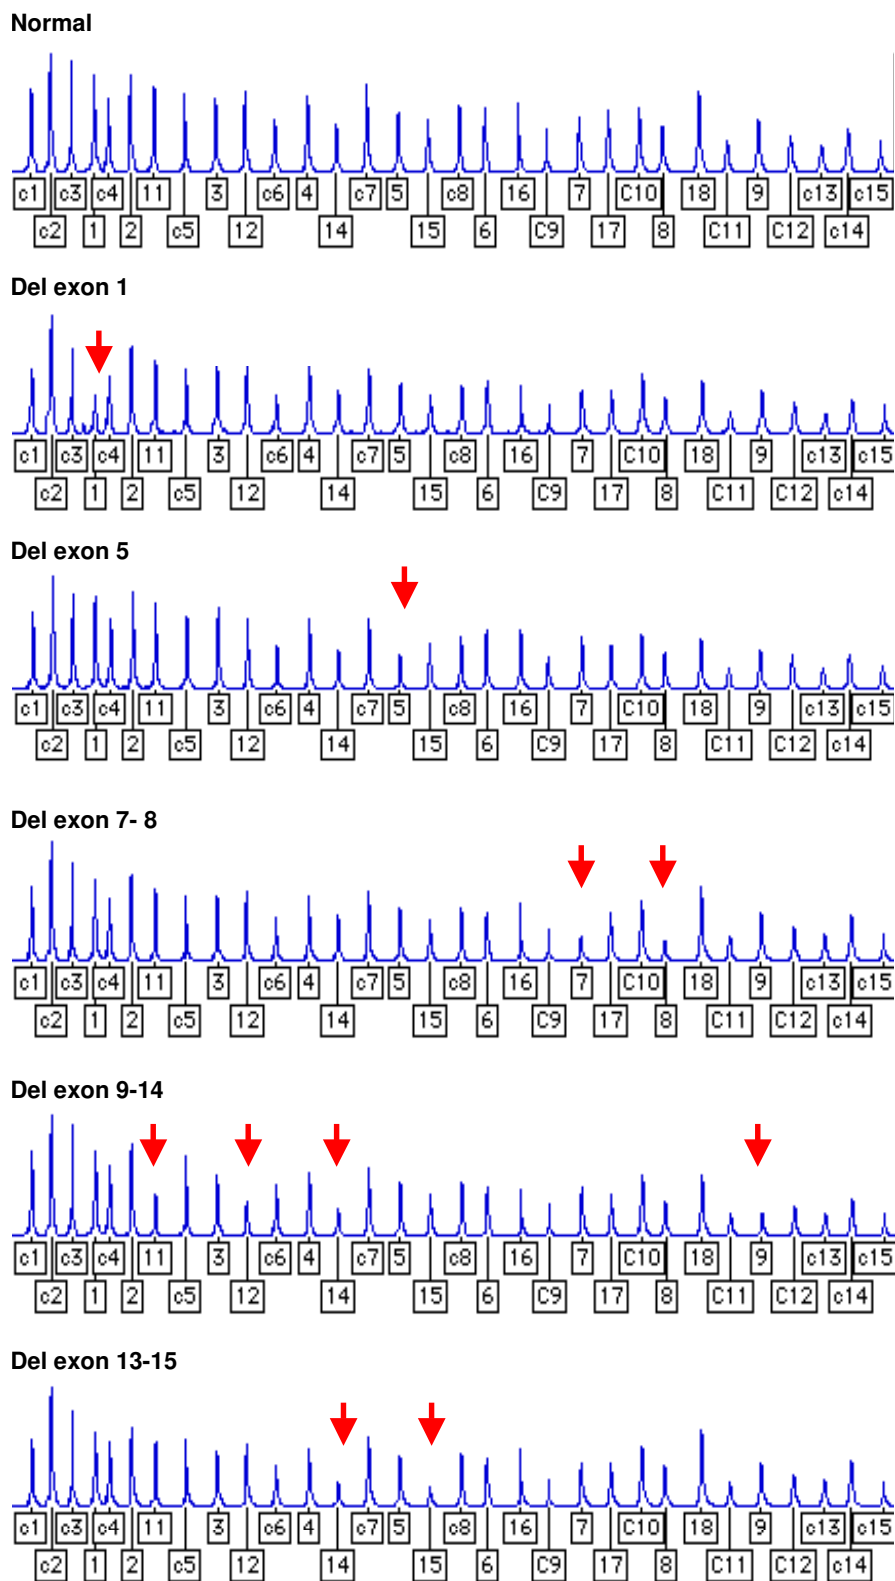 Normal
c1 c3 c4 11 3 c6 4 c7 5 c8 16 7 C10 18 9 c13 c15
c2 1 2 c5 12 14 15 6 C9 17 8 C11 C12 c14
Del exon 1
c1 c3 c4 11 3 c6 4 c7 5 c8 16 7 C10 18 9 c13 c15
c2 1 2 c5 12 14 15 6 C9 17 8 C11 C12 c14
Del exon 5
c1 c3 c4 11 3 c6 4 c7 5 c8 16 7 C10 18 9 c13 c15
c2 1 2 c5 12 14 15 6 C9 17 8 C11 C12 c14
Del exon 7- 8
c1 c3 c4 11 3 c6 4 c7 5 c8 16 7 C10 18 9 c13 c15
c2 1 2 c5 12 14 15 6 C9 17 8 C11 C12 c14
Del exon 9-14
c1 c3 c4 11 3 c6 4 c7 5 c8 16 7 C10 18 9 c13 c15
c2 1 2 c5 12 14 15 6 C9 17 8 C11 C12 c14
Del exon 13-15
c1 c3 c4 11 3 c6 4 c7 5 c8 16 7 C10 18 9 c13 c15
c2 1 2 c5 12 14 15 6 C9 17 8 C11 C12 c14